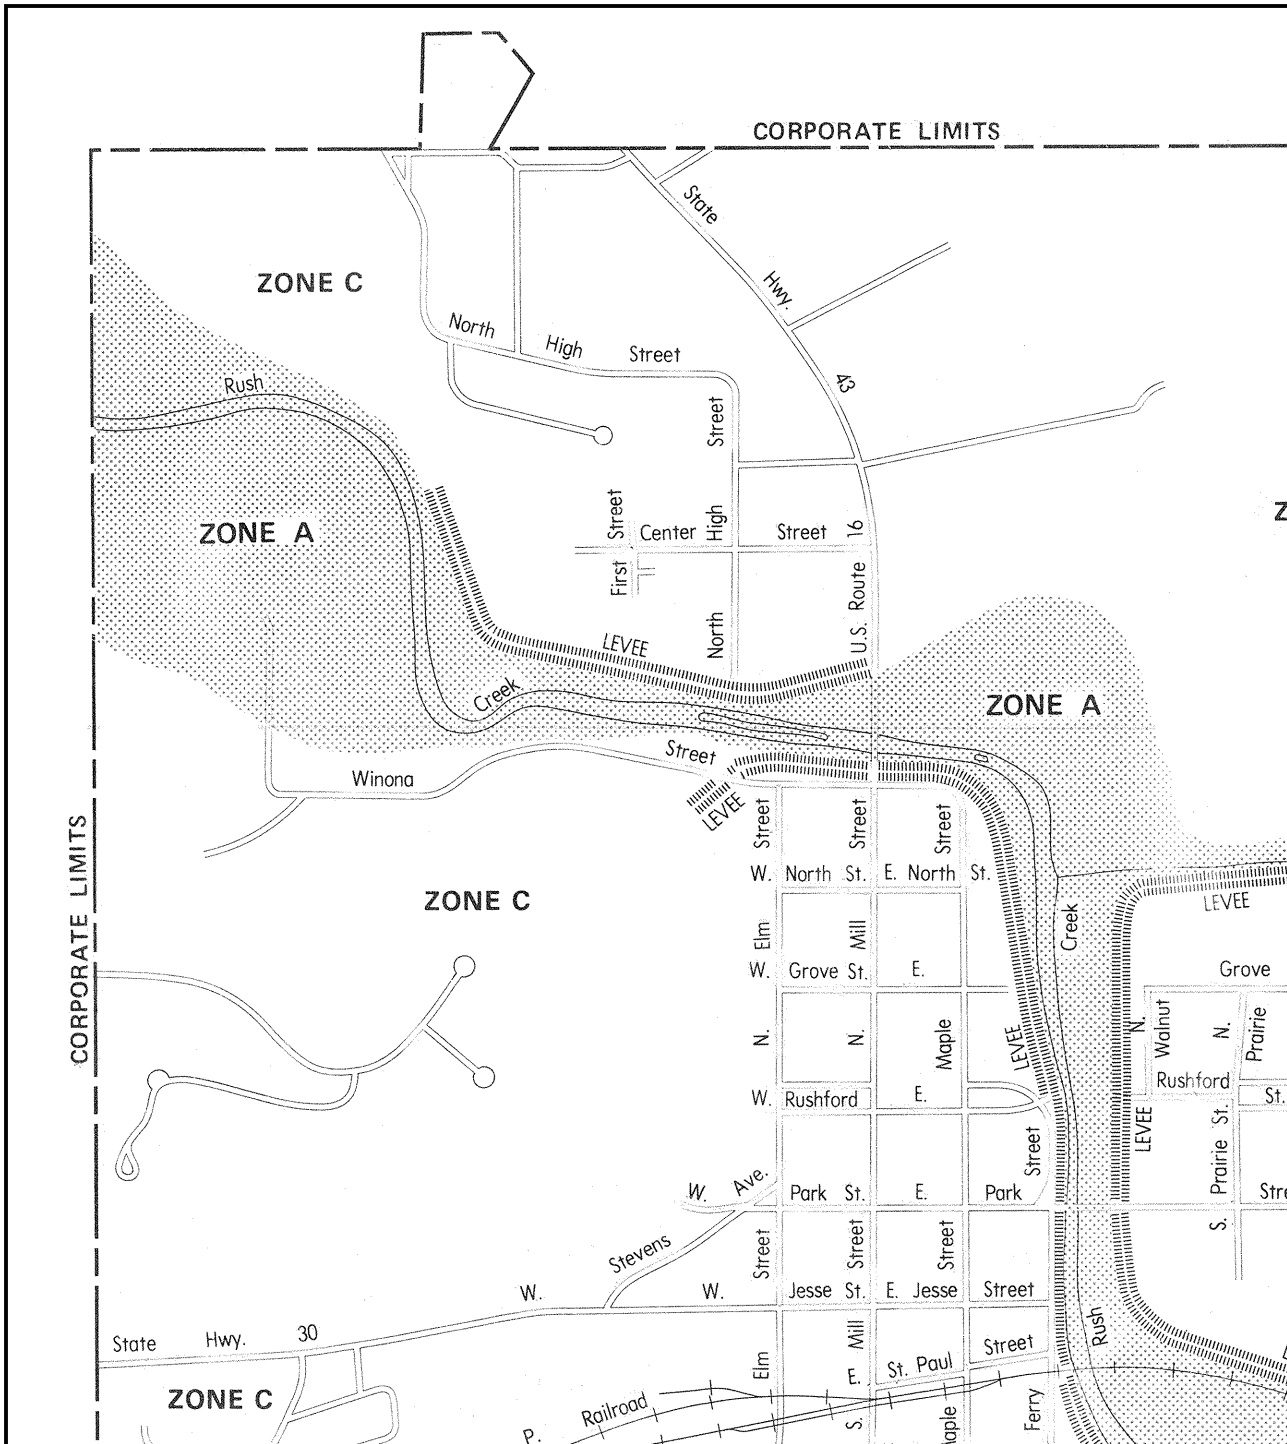 CORPORATE LIMITS
State
ZONE C
Hwy.
North
High
Street
43
Rush
Street
ZONE A
Street
Center
High
Street
16
First
U.S. Route
North
LEVEE
Creek
ZONE A
Street
Winona
LEVEE
CORPORATE LIMITS
Street
Street
Street
W. North St. E. North St.
ZONE C
LEVEE
Elm
Mill
Creek
W. Grove St. E.
Grove
N.
N.
Maple
LEVEE
N.
Walnut
N.
Prairie
Rushford
W. Rushford E.
St.
LEVEE
Street
St.
W. Ave.
Park St. E. Park
Prairie
S.
Stevens
Street
Street
Street
W. W. Jesse St. E. Jesse Street
Rush
State Hwy. 30
Mill
Street
Elm
E. St. Paul
ZONE C
Railroad
P.
S.
Ferry